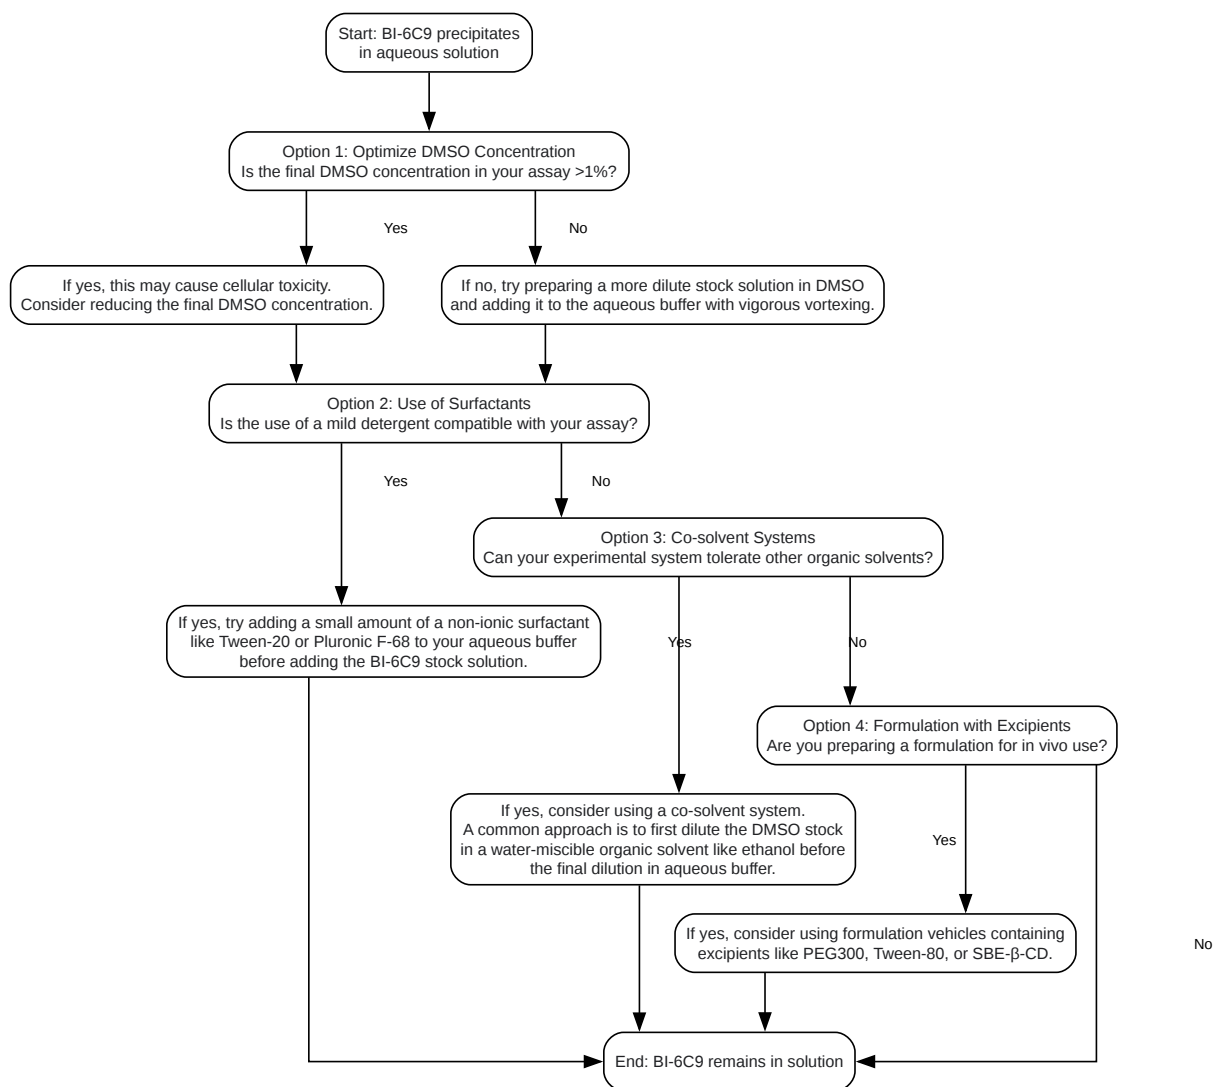 Start: BI-6C9 precipitates
in aqueous solution
Option 1: Optimize DMSO Concentration
Is the final DMSO concentration in your assay >1%?
Yes
No
If yes, this may cause cellular toxicity.
Consider reducing the final DMSO concentration.
If no, try preparing a more dilute stock solution in DMSO
and adding it to the aqueous buffer with vigorous vortexing.
Option 2: Use of Surfactants
Is the use of a mild detergent compatible with your assay?
Yes
No
Option 3: Co-solvent Systems
Can your experimental system tolerate other organic solvents?
If yes, try adding a small amount of a non-ionic surfactant
like Tween-20 or Pluronic F-68 to your aqueous buffer
before adding the BI-6C9 stock solution.
Yes
No
Option 4: Formulation with Excipients
Are you preparing a formulation for in vivo use?
If yes, consider using a co-solvent system.
A common approach is to first dilute the DMSO stock
in a water-miscible organic solvent like ethanol before
the final dilution in aqueous buffer.
Yes
If yes, consider using formulation vehicles containing
excipients like PEG300, Tween-80, or SBE-β-CD.
No
End: BI-6C9 remains in solution